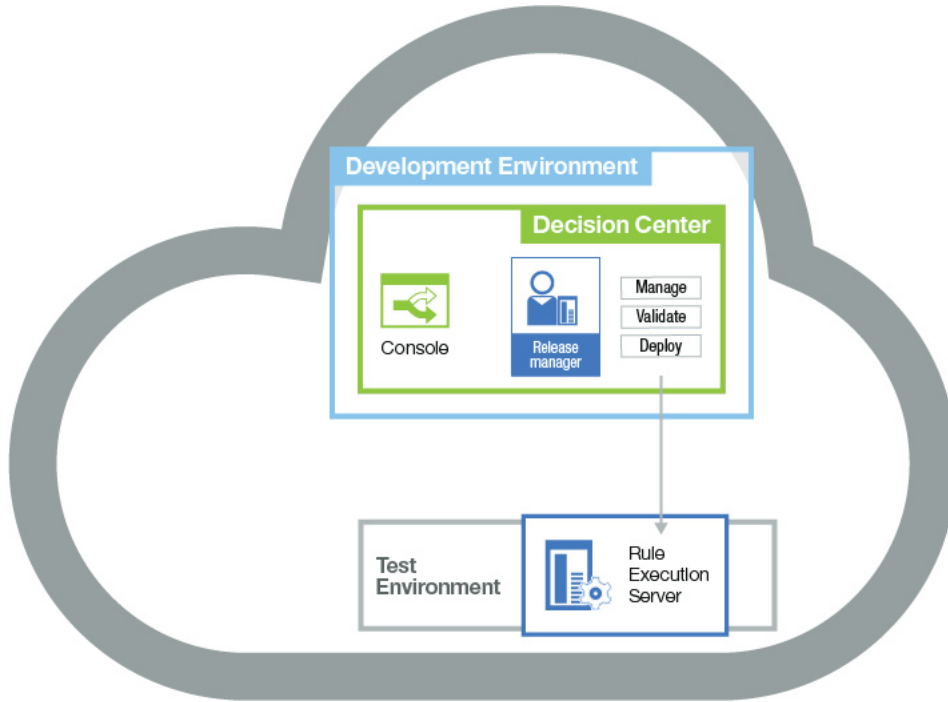 Development Environment
Decision Center
Console
Release
manager
Manage
Validate
Deploy
Test
Environment
Rule
Execution
Server